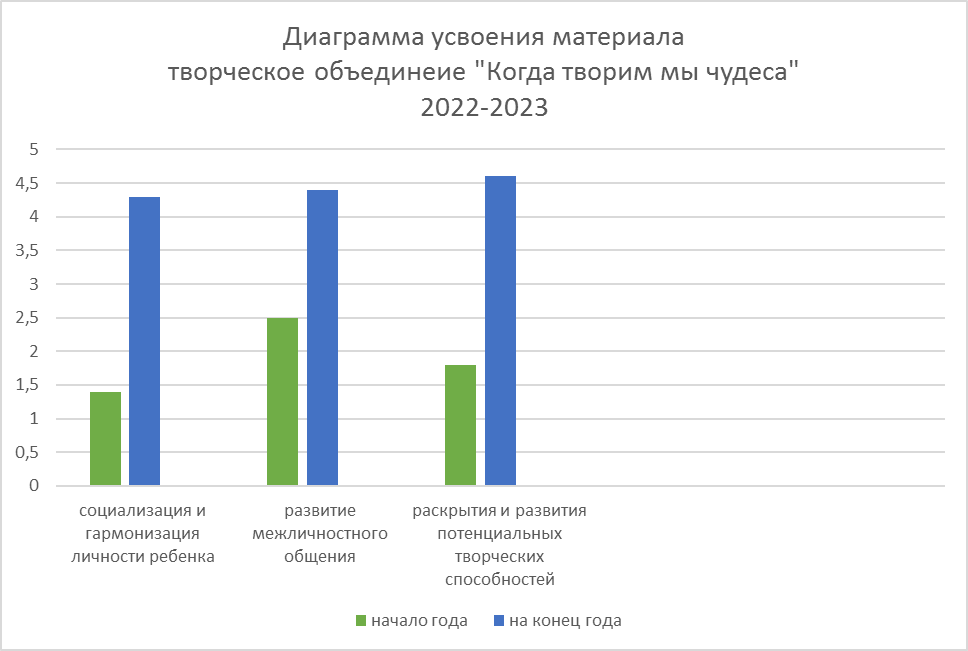 Диаграмма усвоения материала
творческое объединеие "Когда творим мы чудеса"
2022-2023
5
4,5
4
3,5
3
2,5
2
1,5
1
0,5
0
социализация и
гармонизация
личности ребенка
развитие
межличностного
общения
раскрытия и развития
потенциальных
творческих
способностей
начало года
на конец года